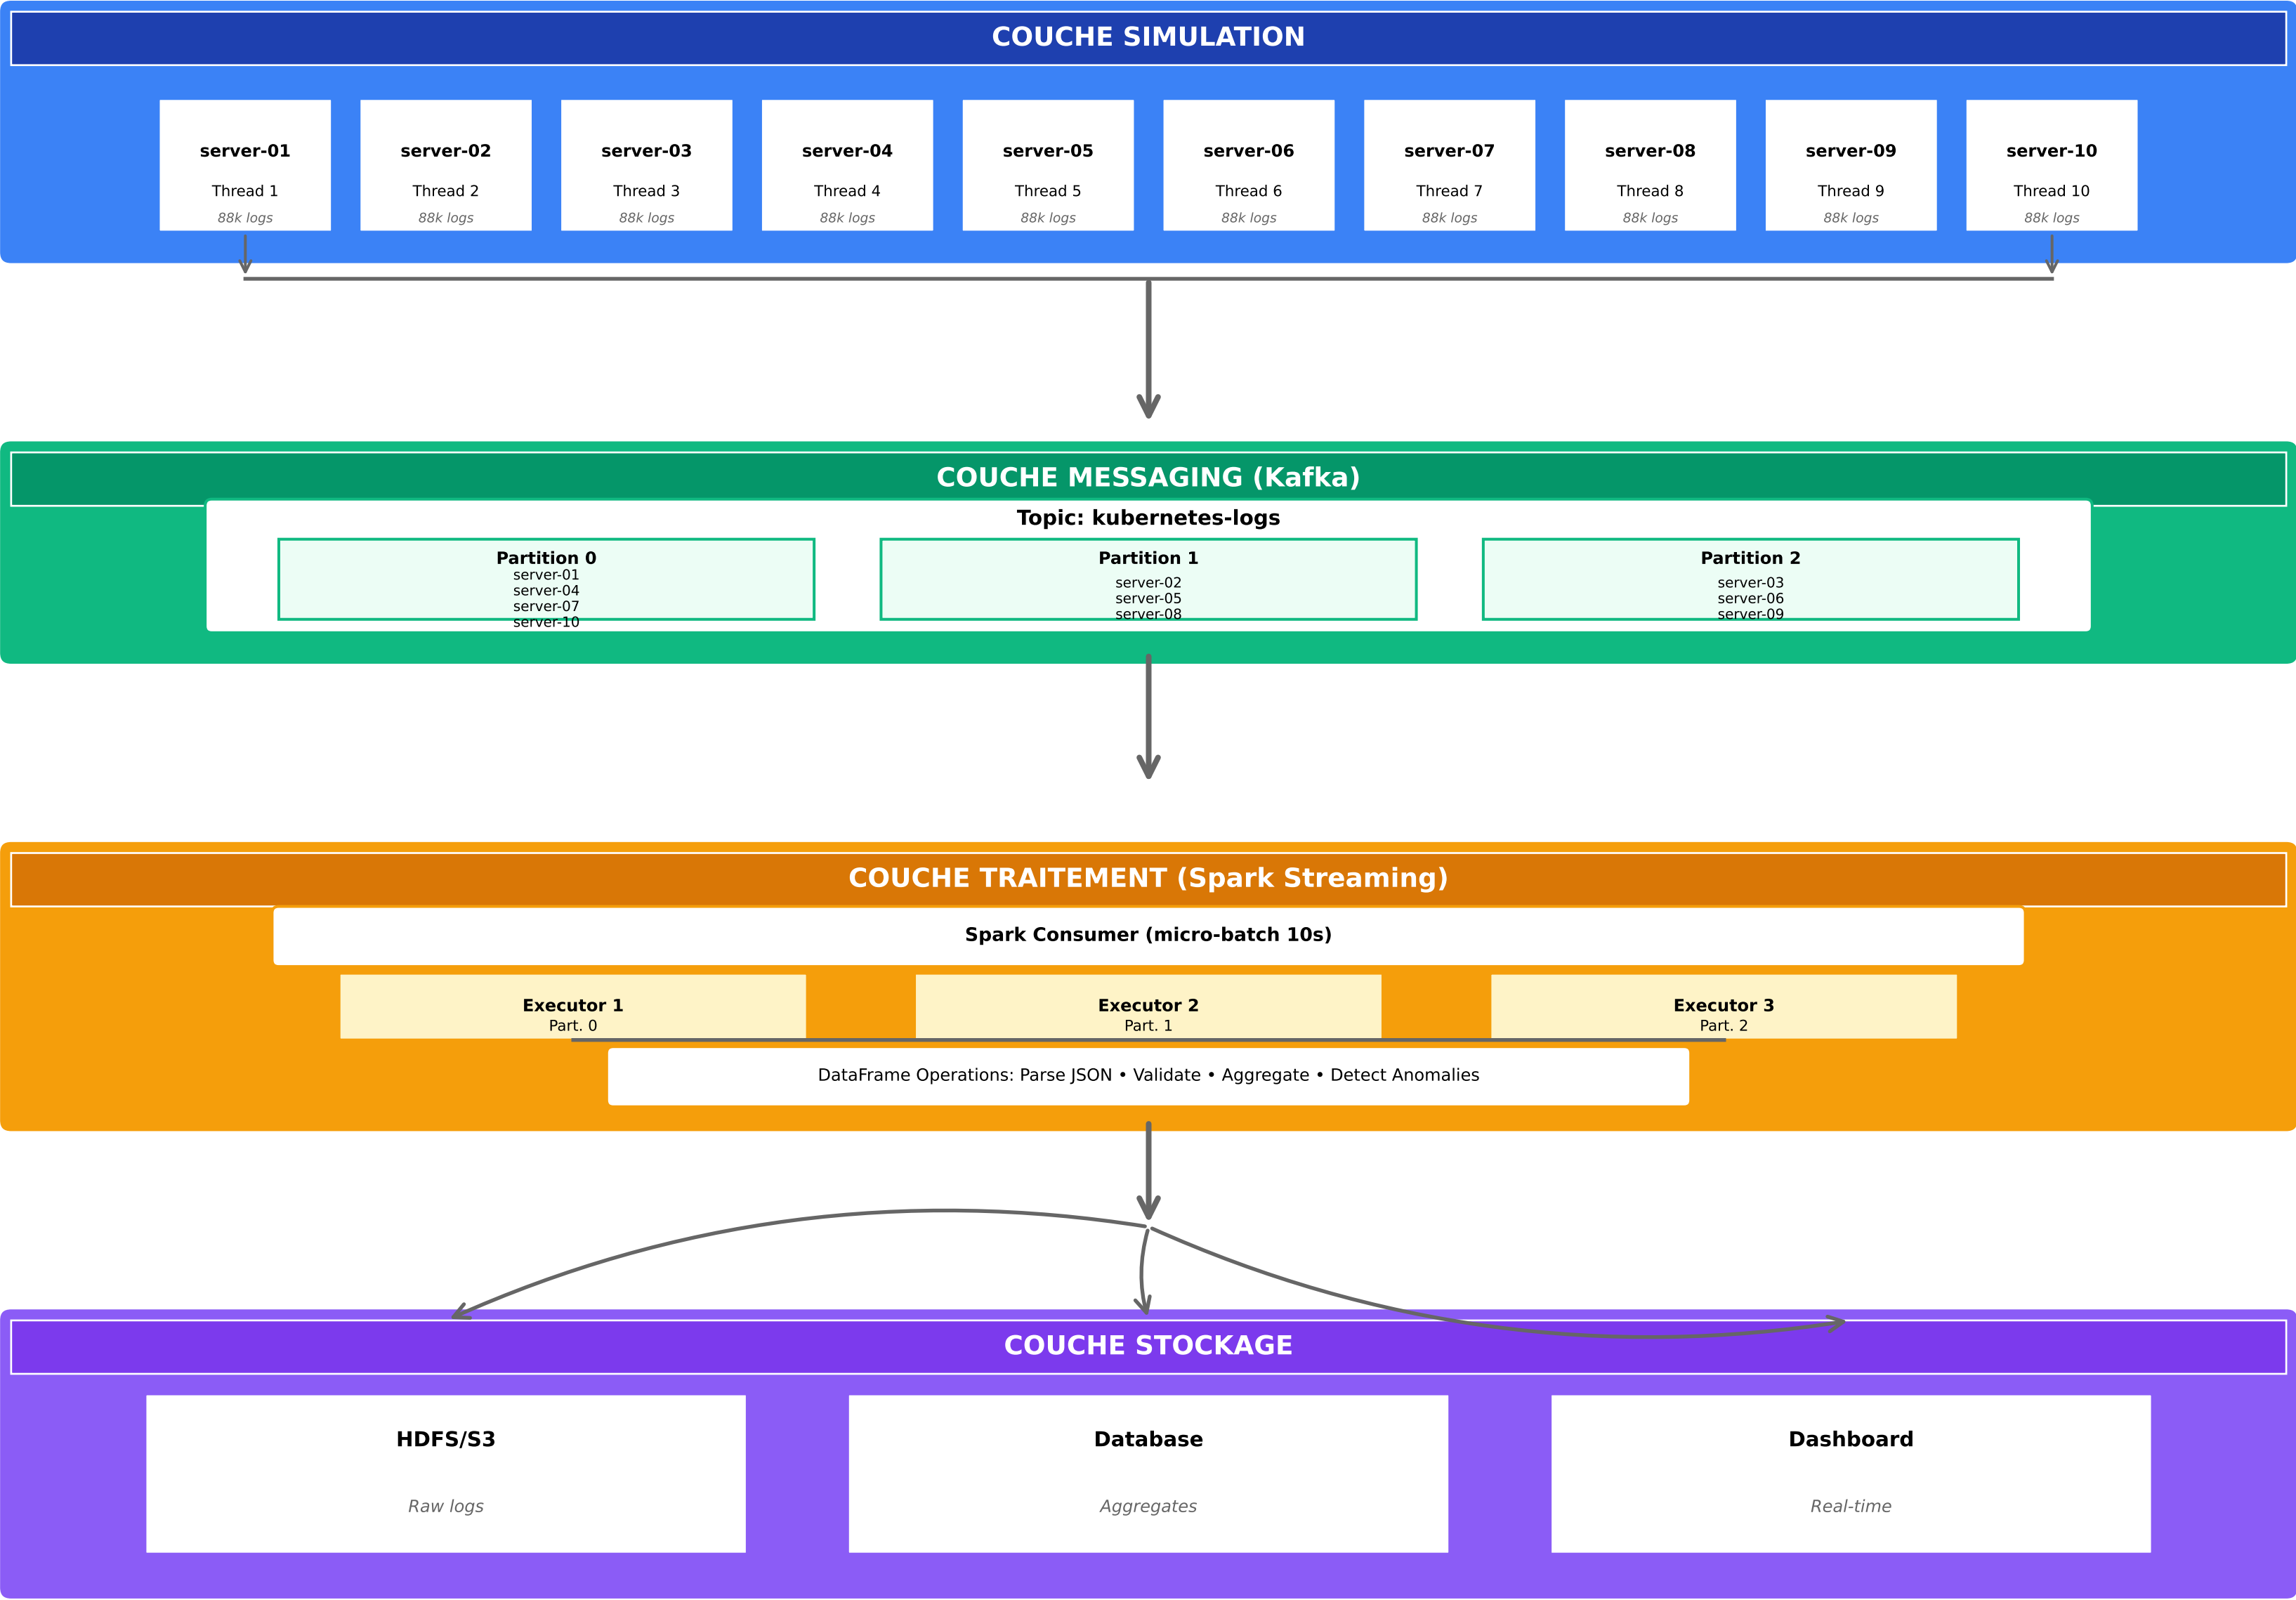 COUCHE SIMULATION
server-01 server-02 server-03 server-04 server-05 server-06 server-07 server-08 server-09 server-10
Thread 1 Thread 2 Thread 3 Thread 4 Thread 5 Thread 6 Thread 7 Thread 8 Thread 9 Thread 10
88k logs 88k logs 88k logs 88k logs 88k logs 88k logs 88k logs 88k logs 88k logs 88k logs
COUCHE MESSAGING (Kafka)
Topic: kubernetes-logs
Partition 0
server-01
server-04
server-07
server-10
Partition 1
server-02
server-05
server-08
Partition 2
server-03
server-06
server-09
COUCHE TRAITEMENT (Spark Streaming)
Spark Consumer (micro-batch 10s)
Executor 1
Part. 0
Executor 2
Part. 1
Executor 3
Part. 2
DataFrame Operations: Parse JSON • Validate • Aggregate • Detect Anomalies
COUCHE STOCKAGE
HDFS/S3
Raw logs
Database
Aggregates
Dashboard
Real-time